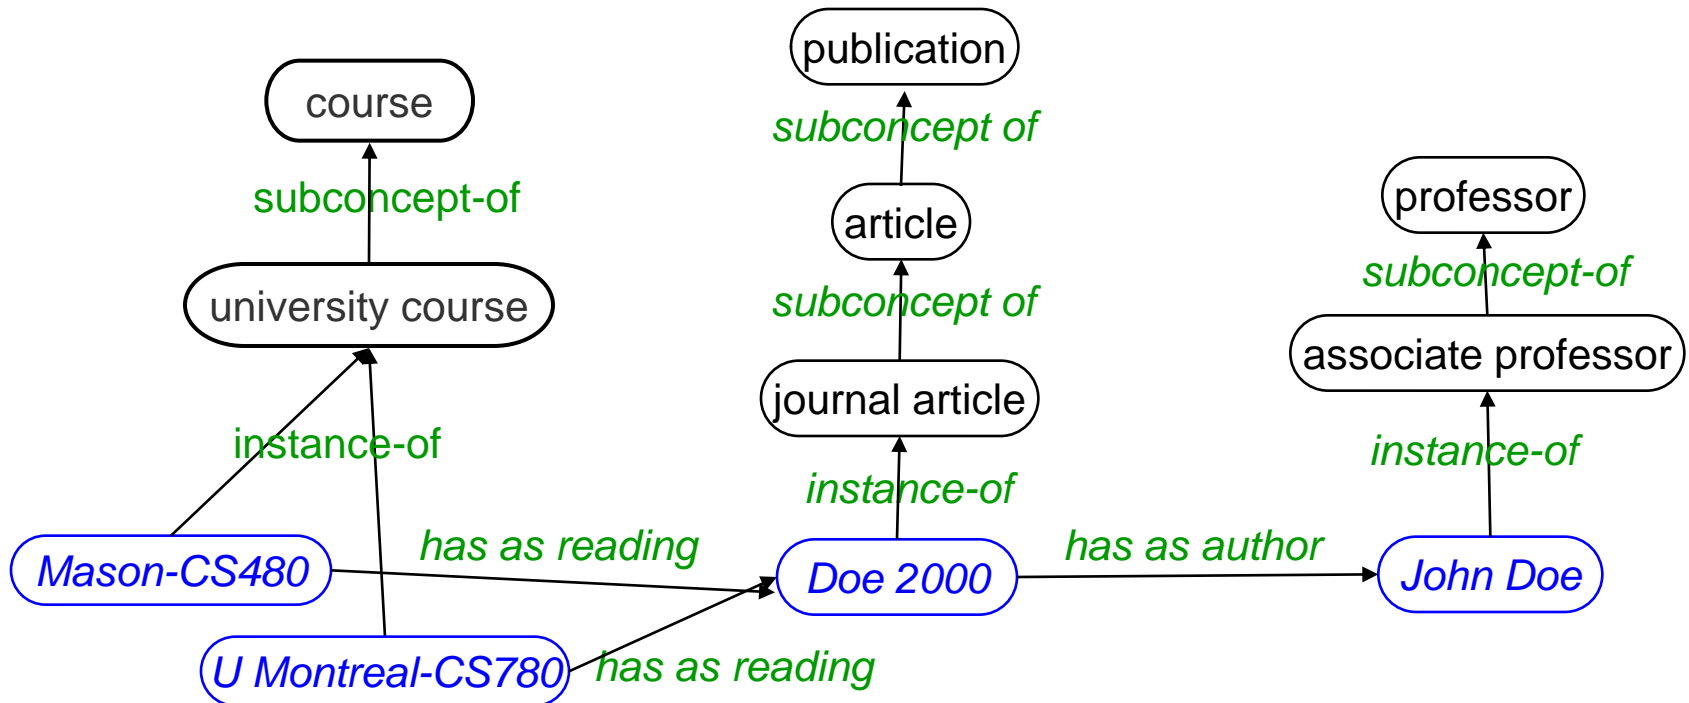 publication
course
subconcept of
professor
subconcept-of
article
subconcept-of
university course
subconcept of
associate professor
journal article
instance-of
instance-of
instance-of
has as reading
has as author
Mason-CS480
Doe 2000
John Doe
U Montreal-CS780
has as reading